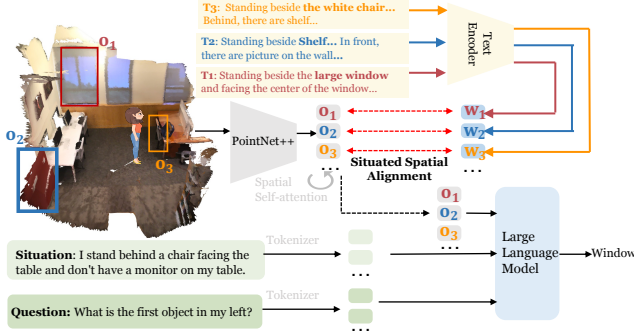 T3: Standing beside the white chair...
Behind, there are shelf...
T2: Standing beside Shelf... In front,
there are picture on the wall...
T1: Standing beside the large window
and facing the center of the window...
Text
Encoder
o1
o2
o3
PointNet++
o1
o2
o3
...
w1
w2
w3
...
Situated Spatial
Alignment
Spatial
Self-attention
o1
o2
o3
...
Situation: I stand behind a chair facing the
table and don't have a monitor on my table.
Tokenizer
...
Question: What is the first object in my left?
Tokenizer
...
Large
Language
Model
Window